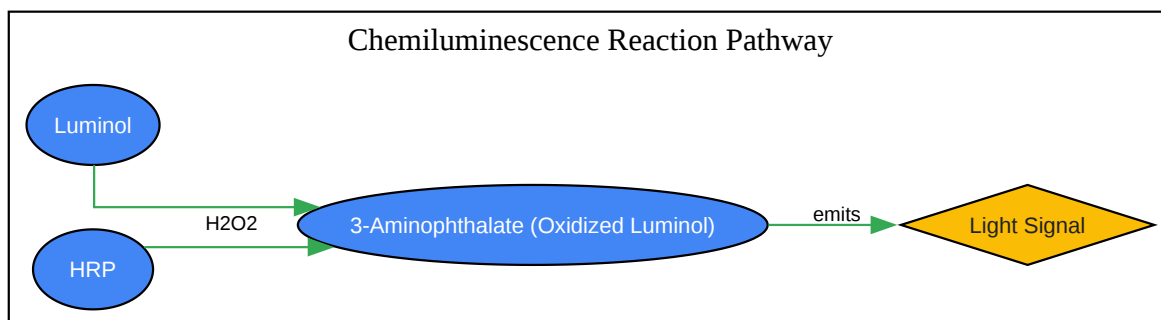 Chemiluminescence Reaction Pathway
Luminol
H2O2
HRP
3-Aminophthalate (Oxidized Luminol)
emits
Light Signal